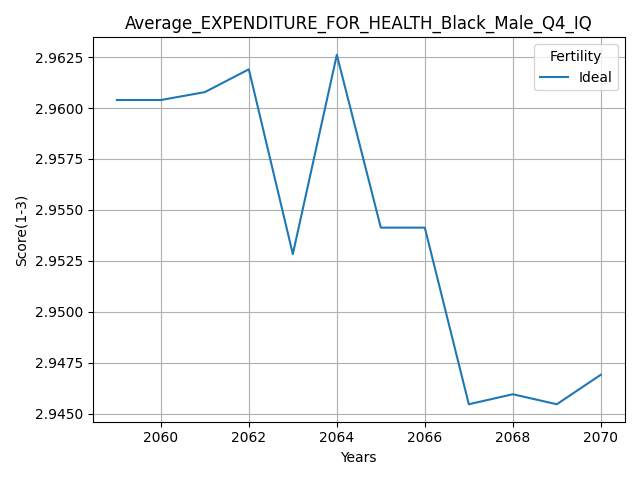 Average_EXPENDITURE_FOR_HEALTH_Black_Male_Q4_IQ
Fertility
Ideal
Score(1-3)
2.9625
2.9600
2.9575
2.9550
2.9525
2.9500
2.9475
2.9450
2060
2062
2064
2066
2068
2070
Years